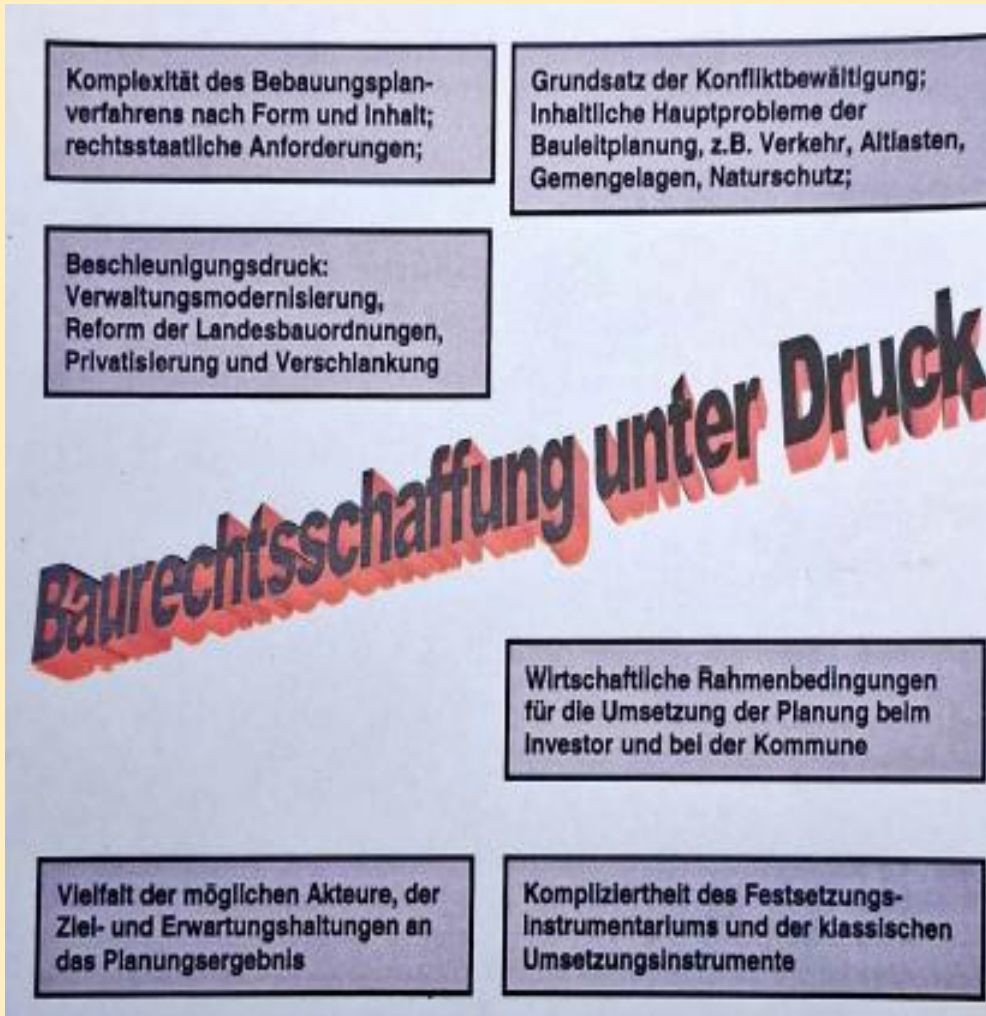 Komplexität des Bebauungsplan-
verfahrens nach Form und Inhalt;
rechtsstaatliche Anforderungen;
Grundsatz der Konfliktbewältigung;
Inhaltliche Hauptprobleme der
Bauleitplanung, z.B. Verkehr, Altlasten,
Gemengelagen, Naturschutz;
Beschleunigungsdruck:
Verwaltungsmodernisierung,
Reform der Landesbauordnungen,
Privatisierung und Verschlankung
Baurechtsschaffung unter Druck
Wirtschaftliche Rahmenbedingungen
für die Umsetzung der Planung beim
Investor und bei der Kommune
Vielfalt der möglichen Akteure, der
Ziel- und Erwartungshaltungen an
das Planungsergebnis
Kompliziertheit des Festsetzungs-
instrumentariums und der klassischen
Umsetzungsinstrumente